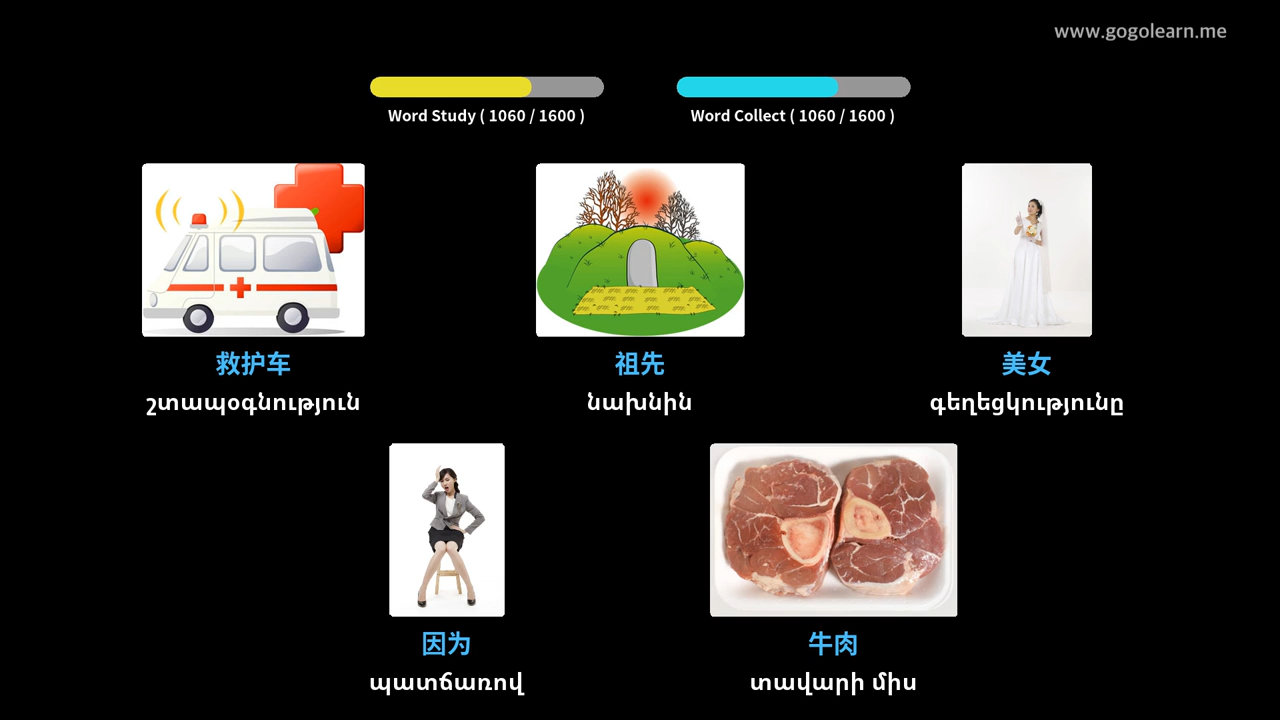 www.gogolearn.me
Word Study ( 1060 / 1600 )
Word Collect ( 1060 / 1600 )
救护车
շտապօգնություն
祖先
նախնին
美女
գեղեցկությունը
因为
պատճառով
牛肉
տավարի միս